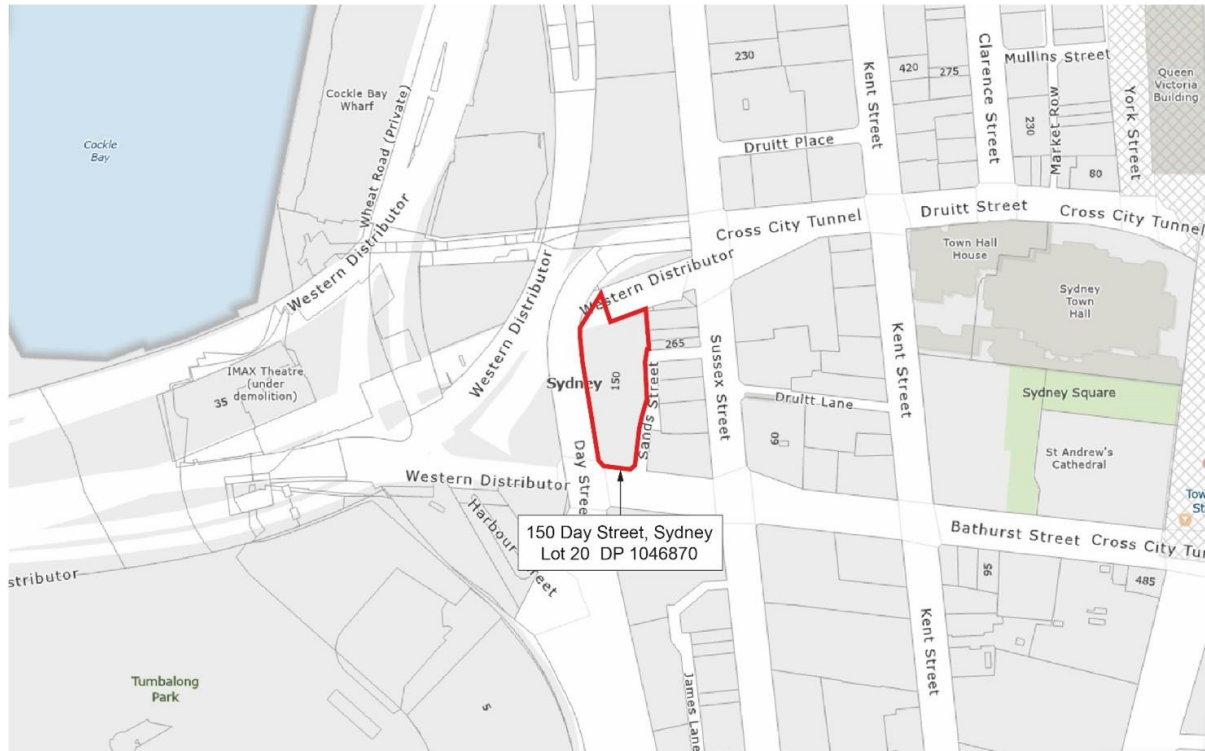 230
Kent Street
420
275
Clarence Street
Mullins Street
Queen
Victoria
Building
York Street
Market Row
230
80
Cockle Bay
Wharf
Cockle
Bay
Wheat Road (Private)
Western Distributor
Druitt Place
Cross City Tunnel
Druitt Street
Cross City Tunnel
Town Hall
House
Sydney
Town
Hall
Western Distributor
Western Distributor
265
IMAX Theatre
(under
demolition)
35
Sydney
150
Sands Street
Sussex Street
Kent Street
Druitt Lane
60
Sydney Square
St Andrew's
Cathedral
Day Street
Western Distributor
Harbour Street
150 Day Street, Sydney
Lot 20 DP 1046870
Bathurst Street
Cross City Tu
95
485
stributor
Tumbalong
Park
5
James Lane
Kent Street